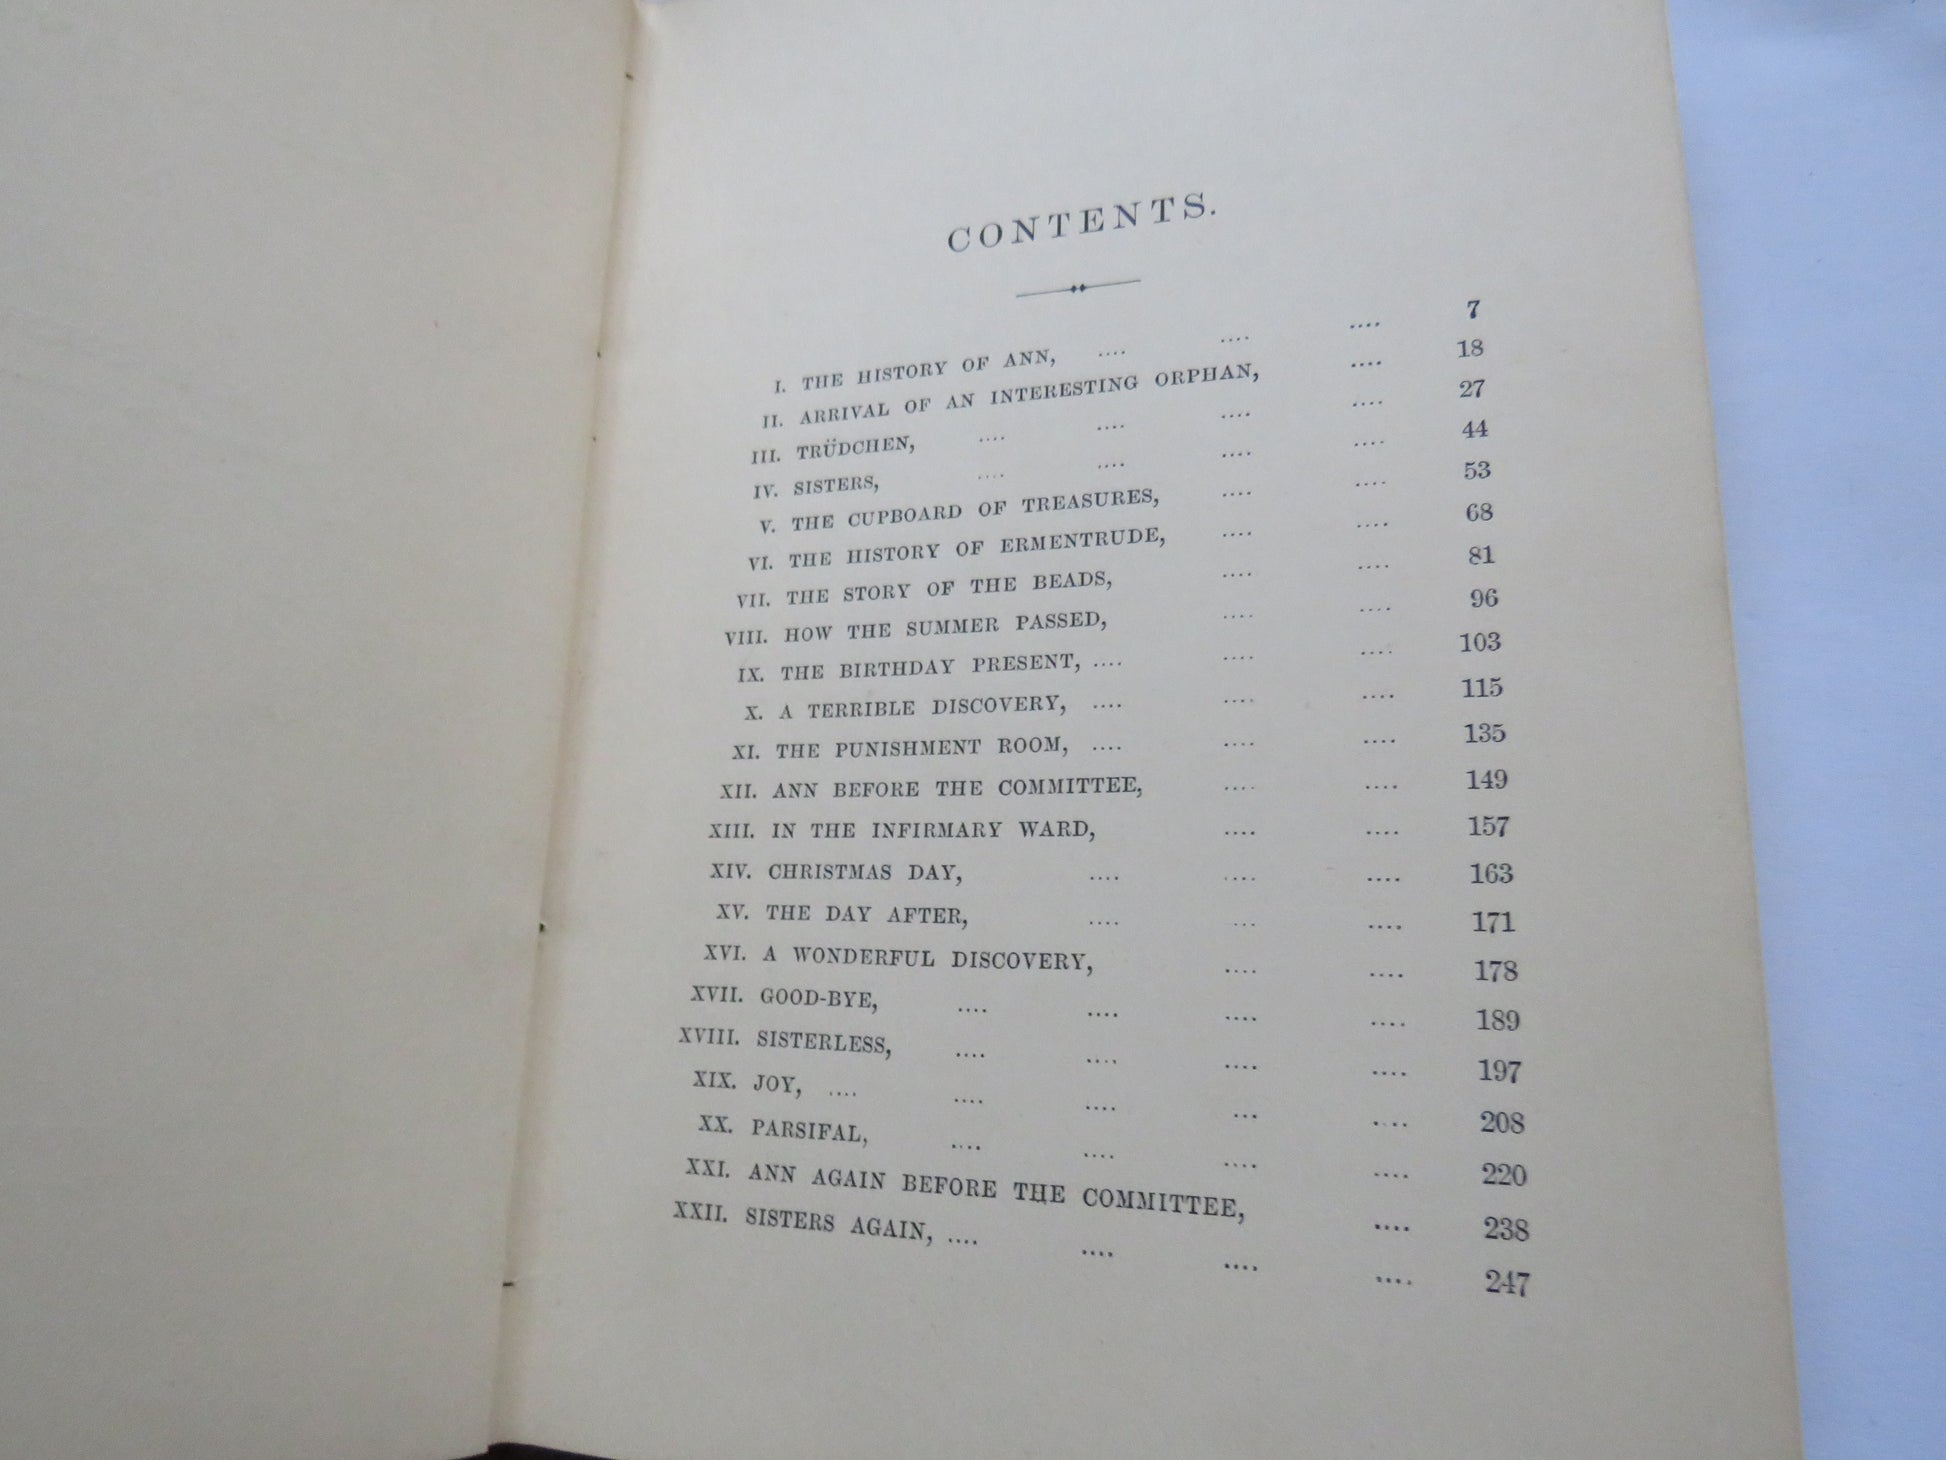 CONTENTS.
I. THE HISTORY OF ANN, .... .... .... 7
II. ARRIVAL OF AN INTERESTING ORPHAN, .... 18
III. TRÜDCHEN, .... .... .... .... 27
IV. SISTERS, .... .... .... .... 44
V. THE CUPBOARD OF TREASURES, .... .... 53
VI. THE HISTORY OF ERMENTRUDE, .... .... 68
VII. THE STORY OF THE BEADS, .... .... 81
VIII. HOW THE SUMMER PASSED, .... .... 96
IX. THE BIRTHDAY PRESENT, .... .... .... 103
X. A TERRIBLE DISCOVERY, .... .... .... 115
XI. THE PUNISHMENT ROOM, .... .... .... 135
XII. ANN BEFORE THE COMMITTEE, .... .... 149
XIII. IN THE INFIRMARY WARD, .... .... 157
XIV. CHRISTMAS DAY, .... .... .... 163
XV. THE DAY AFTER, .... ... .... 171
XVI. A WONDERFUL DISCOVERY, .... .... 178
XVII. GOOD-BYE, .... .... .... .... 189
XVIII. SISTERLESS, .... .... .... .... 197
XIX. JOY, .... .... .... ... .... 208
XX. PARSIFAL, .... .... .... .... 220
XXI. ANN AGAIN BEFORE THE COMMITTEE, .... 238
XXII. SISTERS AGAIN, .... .... .... .... 247